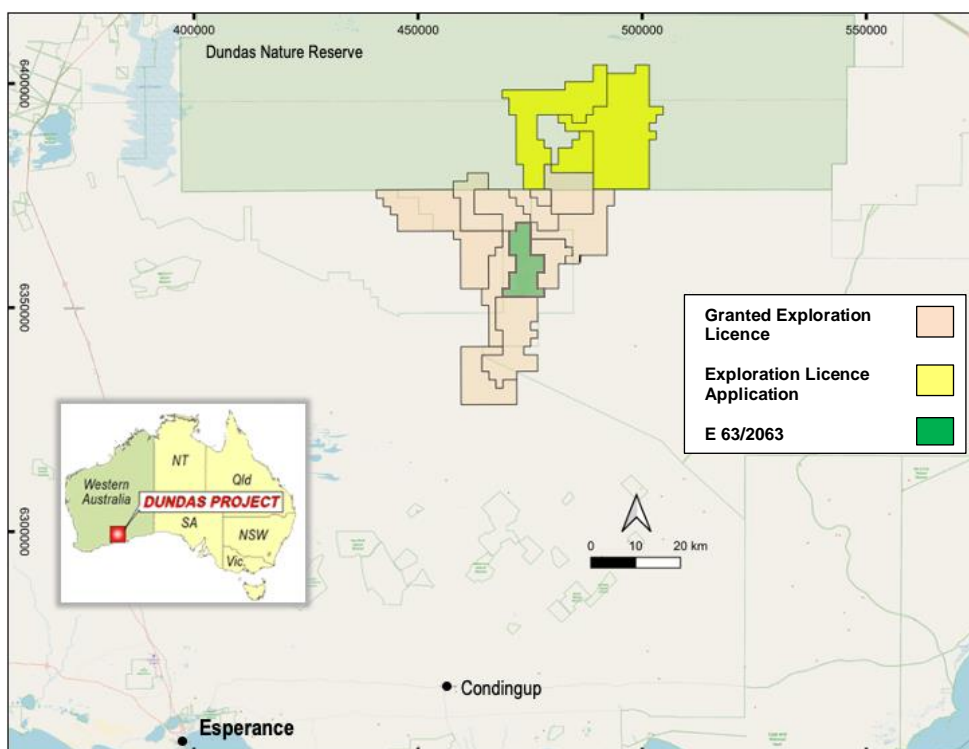 400000
450000
500000
550000
Dundas Nature Reserve
6400000
6350000
6300000
Granted Exploration
Licence
Exploration Licence
Application
E 63/2063
Western
Australia
NT
Qld
DUNDAS PROJECT
SA
NSW
Vic.
0
10
20 km
Condingup
Esperance